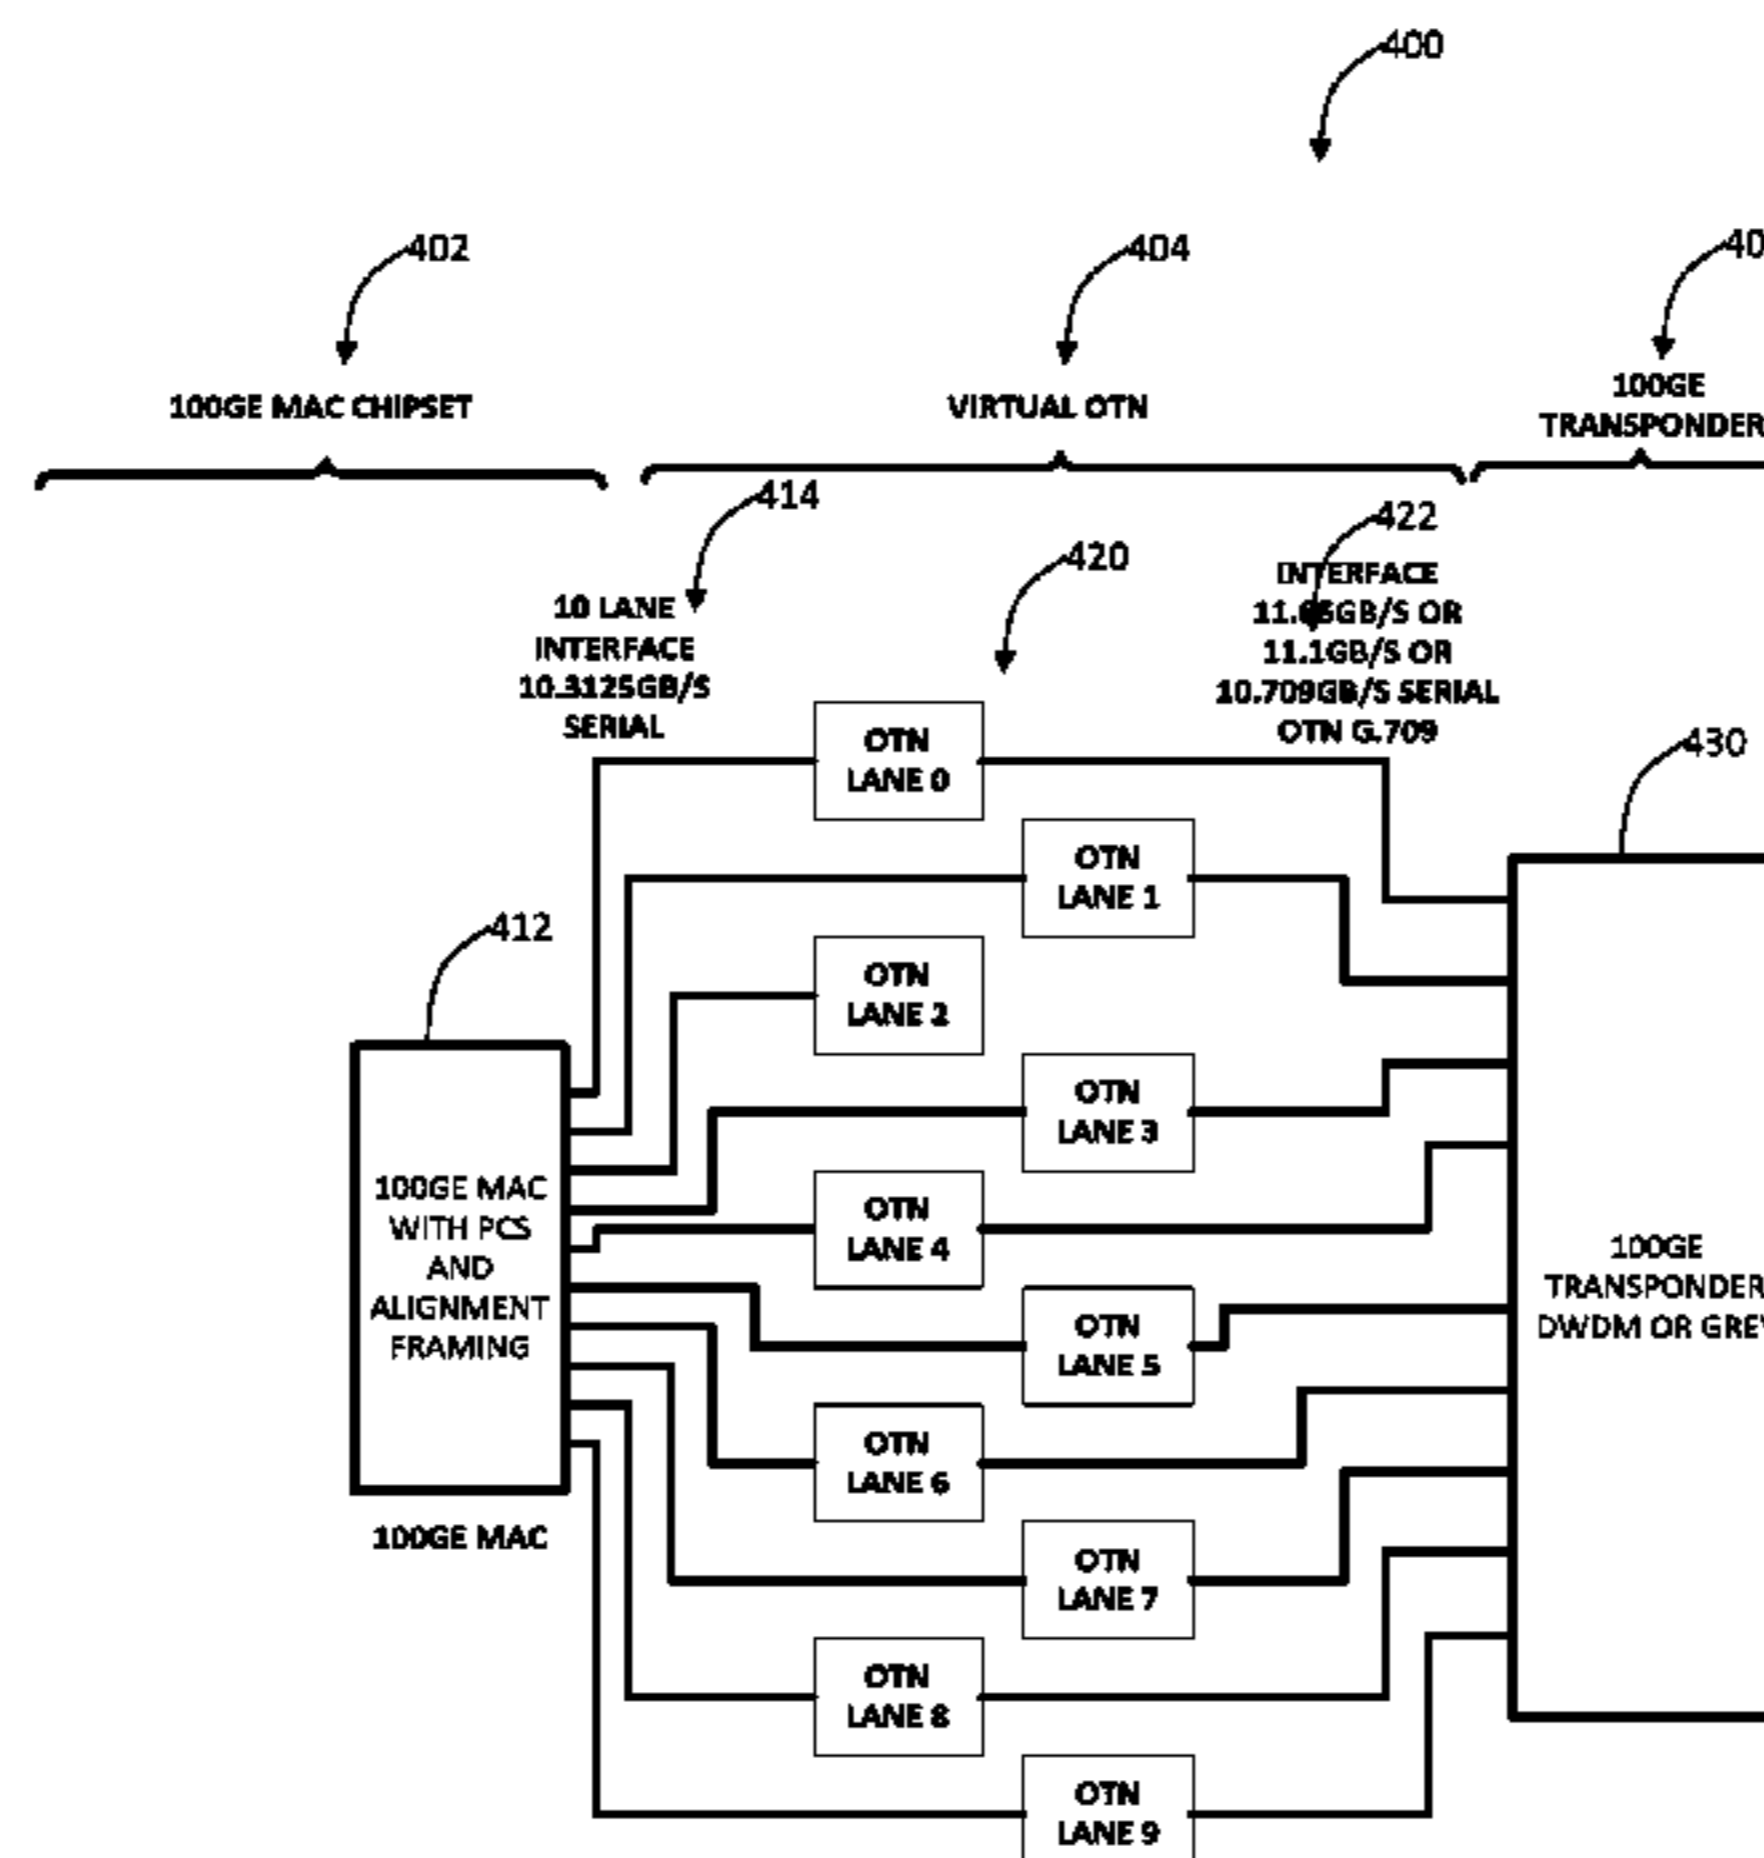 400
402
404
100GE MAC CHIPSET
VIRTUAL OTN
100GE
TRANSPONDER
414
422
420
10 LANE
INTERFACE
10.3125GB/S
SERIAL
INTERFACE
OR
11.1GB/S OR
10.709GB/S SERIAL
OTN G.709
430
412
OTN
LANE 0
OTN
LANE 1
OTN
LANE 2
OTN
LANE 3
OTN
LANE 4
OTN
LANE 5
OTN
LANE 6
OTN
LANE 7
OTN
LANE 8
OTN
LANE 9
100GE MAC
WITH PCS
AND
ALIGNMENT
FRAMING
100GE MAC
100GE
TRANSPONDER
DWDM OR